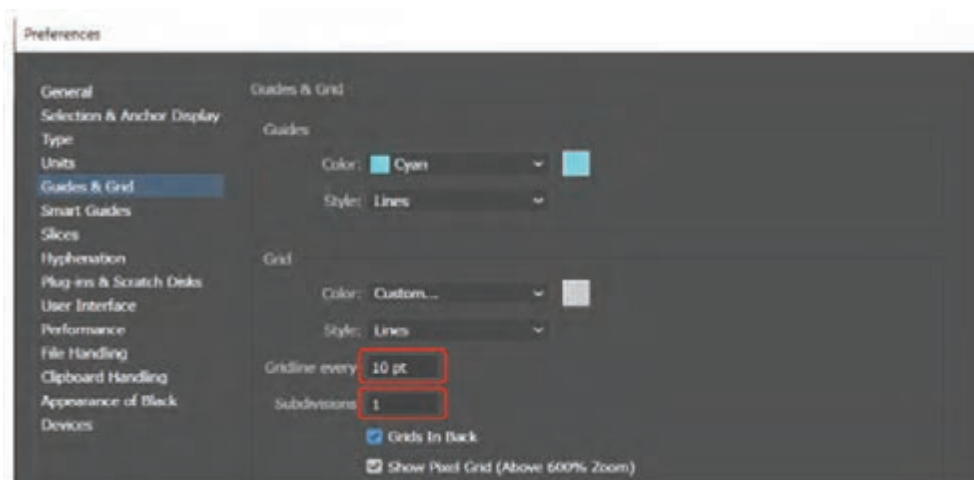 Preferences
General
Selection & Anchor Display
Type
Units
Guides & Grid
Smart Guides
Slices
Hyphenation
Plug-ins & Scratch Disks
User Interface
Performance
File Handling
Clipboard Handling
Appearance of Black
Devices
Guides & Grid
Guides
Color: Cyan
Style: Lines
Grid
Color: Custom...
Style: Lines
Gridline every 10 pt
Subdivisions 1
Grids In Back
Show Pixel Grid (Above 600% Zoom)